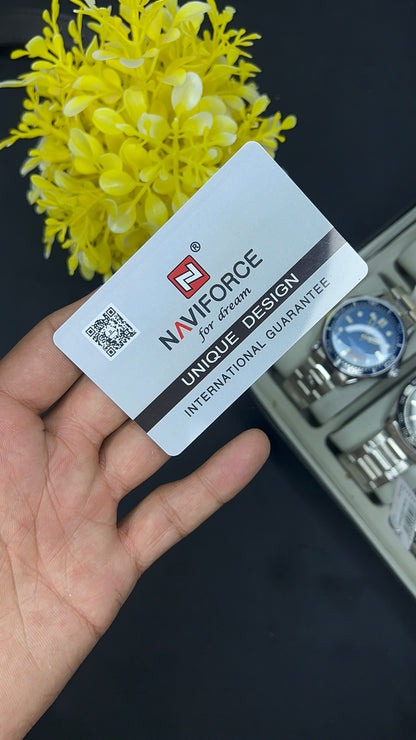 ®
NAVIFORCE
for dream
UNIQUE DESIGN
INTERNATIONAL GUARANTEE